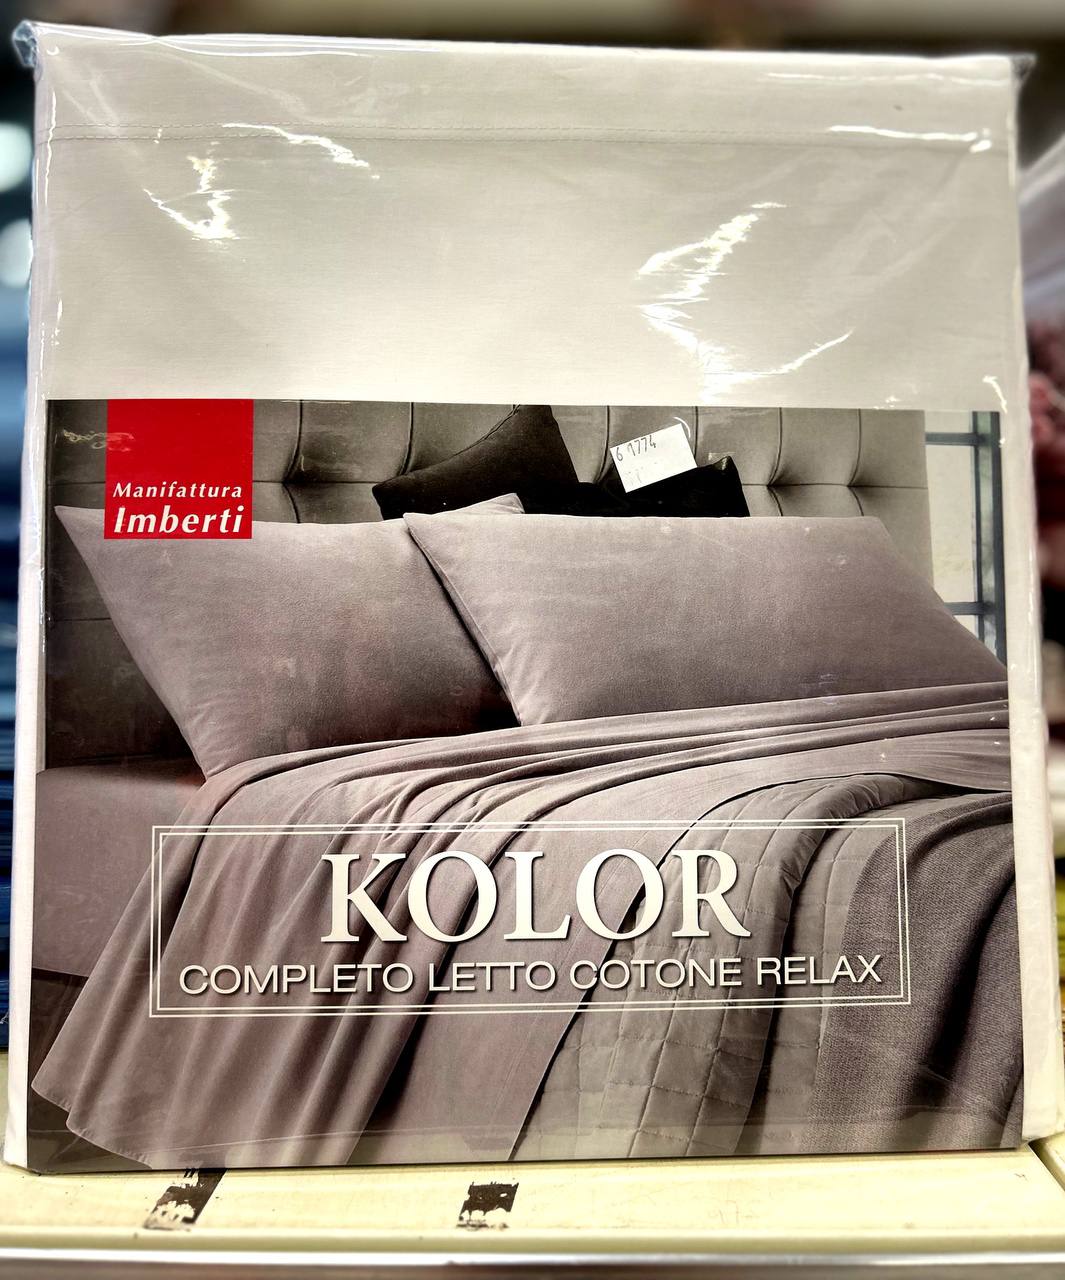 Manifattura
Imberti
KOLOR
COMPLETO LETTO COTONE RELAX